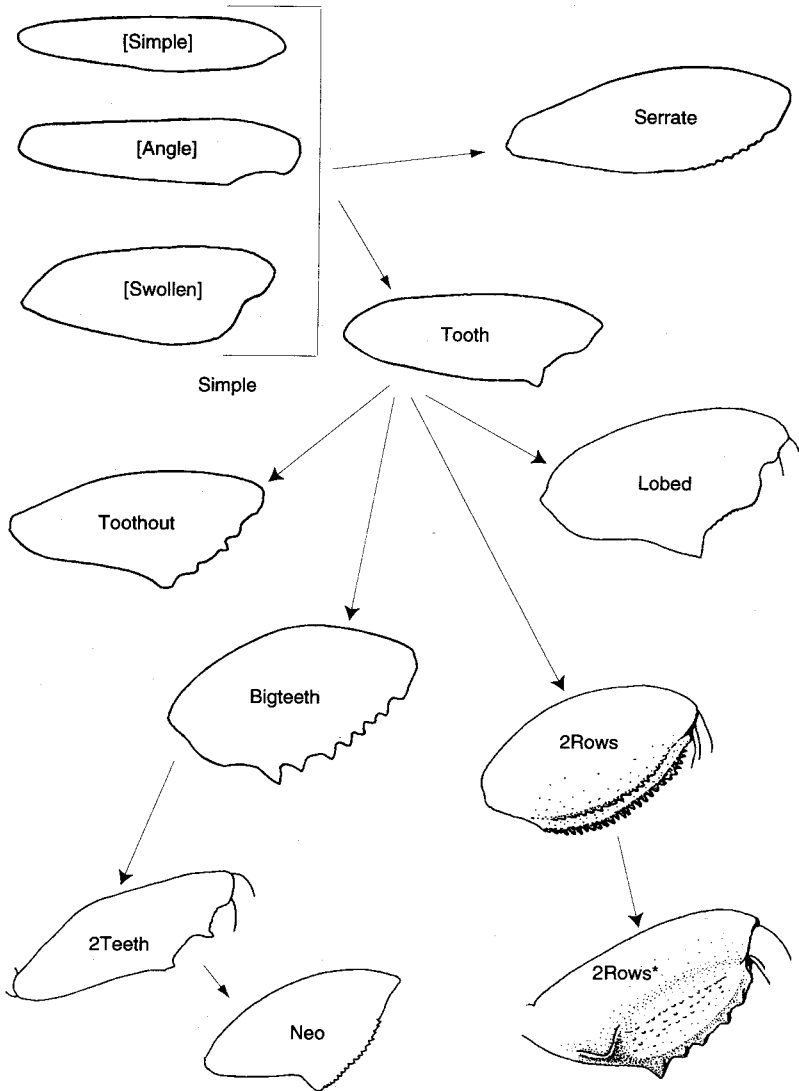 [Simple]
Serrate
[Angle]
[Swollen]
Tooth
Simple
Lobed
Toothout
Bigteeth
2Rows
2Teeth
2Rows*
Neo